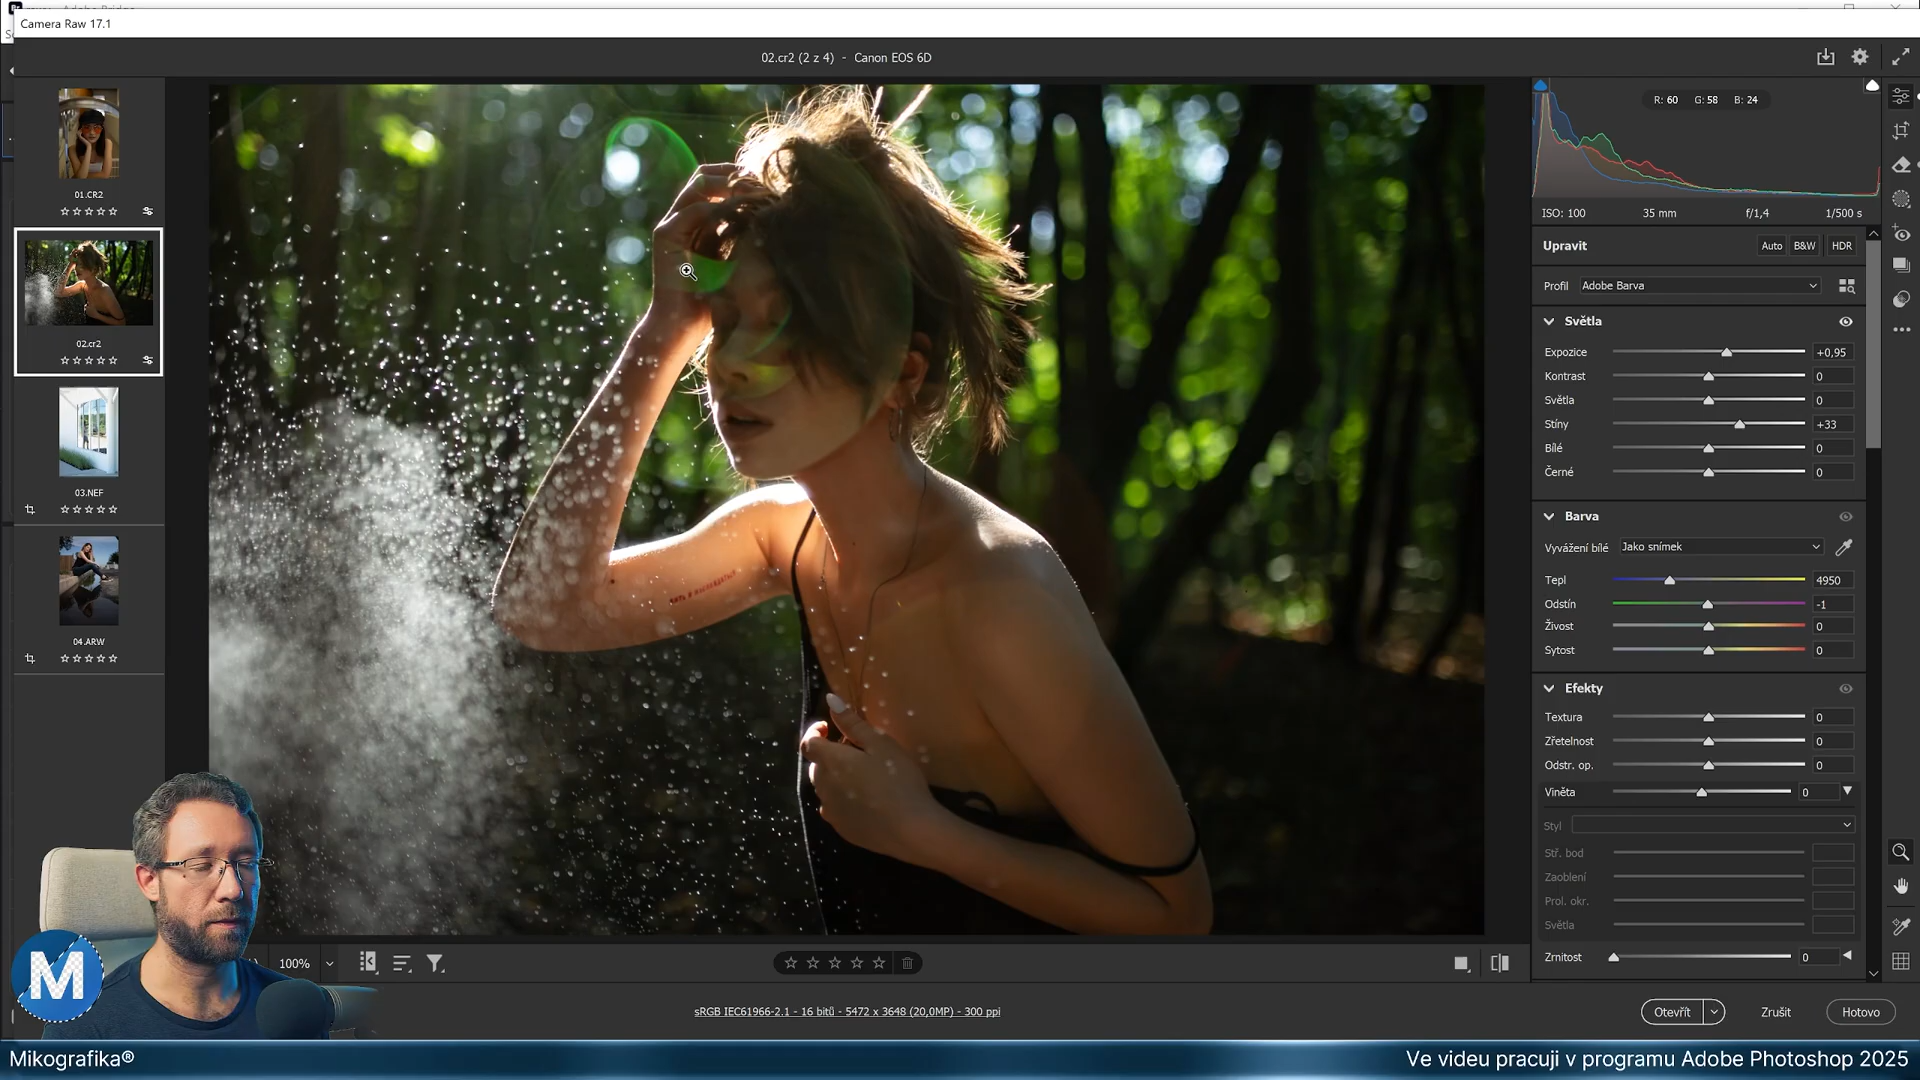 Camera Raw 17.1
02.cr2 (2 z 4) - Canon EOS 6D
01.CR2
02.cr2
03.NEF
04.ARW
R: 60 G: 58 B: 24
ISO: 100 35 mm f/1,4 1/500 s
Upravit Auto B&W HDR
Profil Adobe Barva
Světla
Expozice +0,95
Kontrast 0
Světla 0
Stíny +33
Bílé 0
Černé 0
Barva
Vyvážení bílé Jako snímek
Tepl 4950
Odstín -1
Živost 0
Sytost 0
Efekty
Textura 0
Zřetelnost 0
Odstr. op. 0
Viněta 0
Styl
Stř. bod
Zaoblení
Prol. okr.
Světla
Zrnitost 0
100%
sRGB IEC61966-2.1 - 16 bitů - 5472 x 3648 (20,0MP) - 300 ppi
Otevřít Zrušit Hotovo
M
Mikografika®
Ve videu pracuji v programu Adobe Photoshop 2025